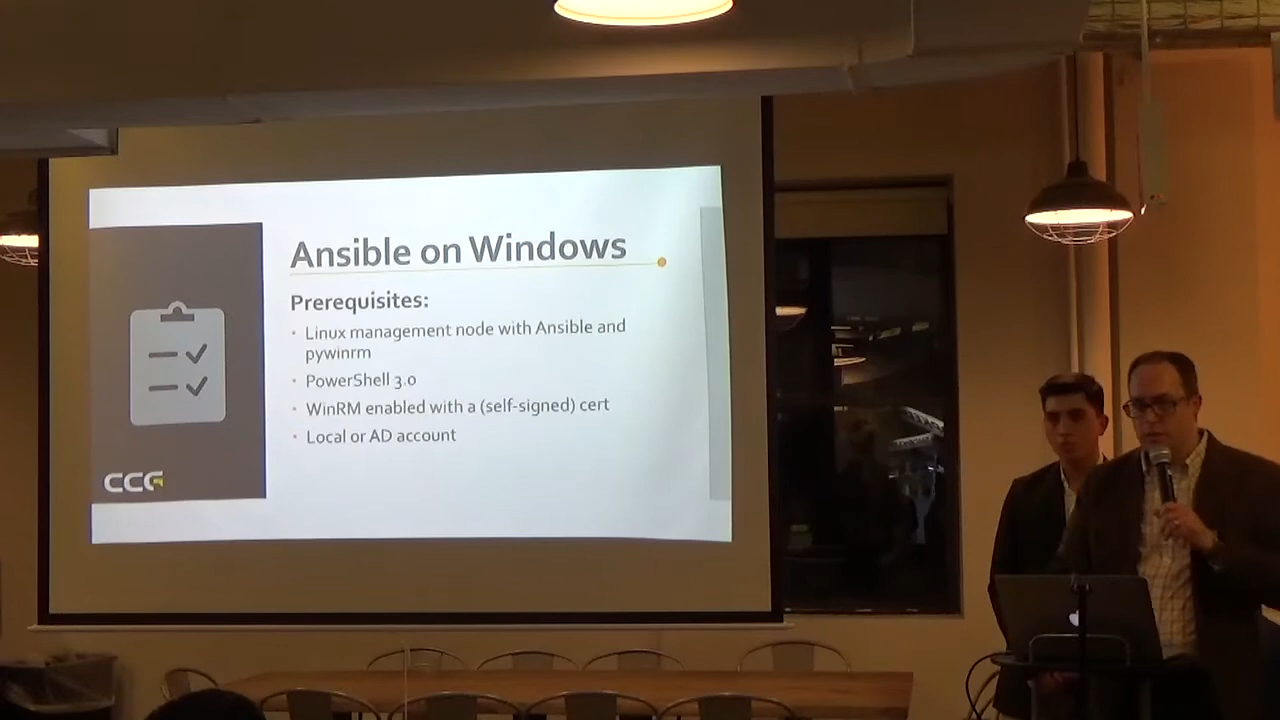 Ansible on Windows
Prerequisites:
• Linux management node with Ansible and
pywinrm
• PowerShell 3.0
• WinRM enabled with a (self-signed) cert
• Local or AD account
CCG